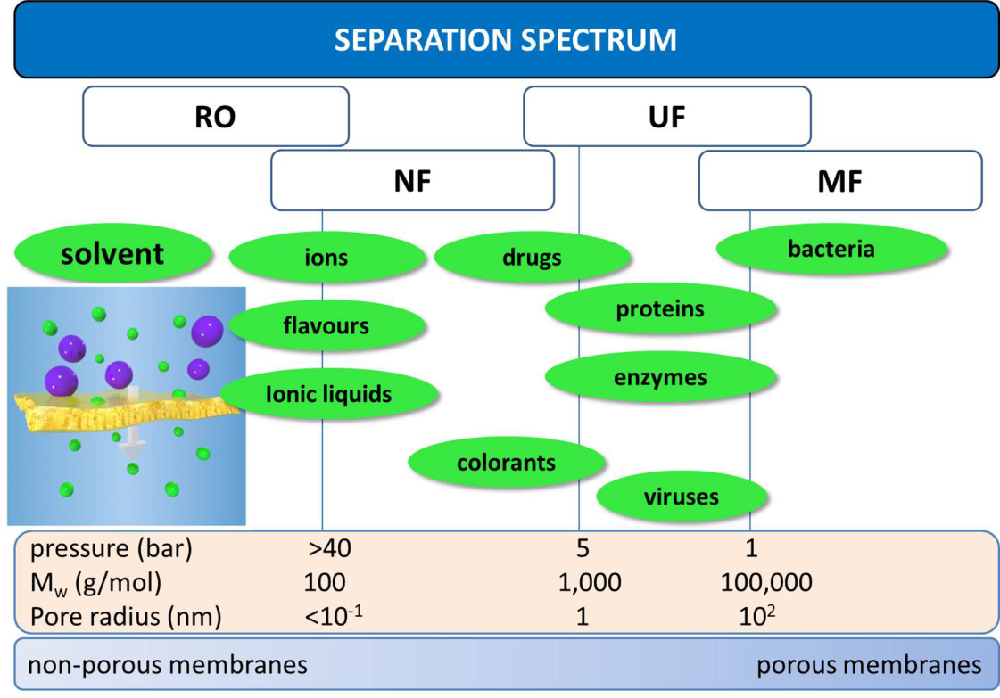 SEPARATION SPECTRUM
RO
UF
NF
MF
solvent
ions
drugs
bacteria
flavours
proteins
Ionic liquids
enzymes
colorants
viruses
pressure (bar) >40 5 1
Mw (g/mol) 100 1,000 100,000
Pore radius (nm) <10⁻¹ 1 10²
non-porous membranes porous membranes